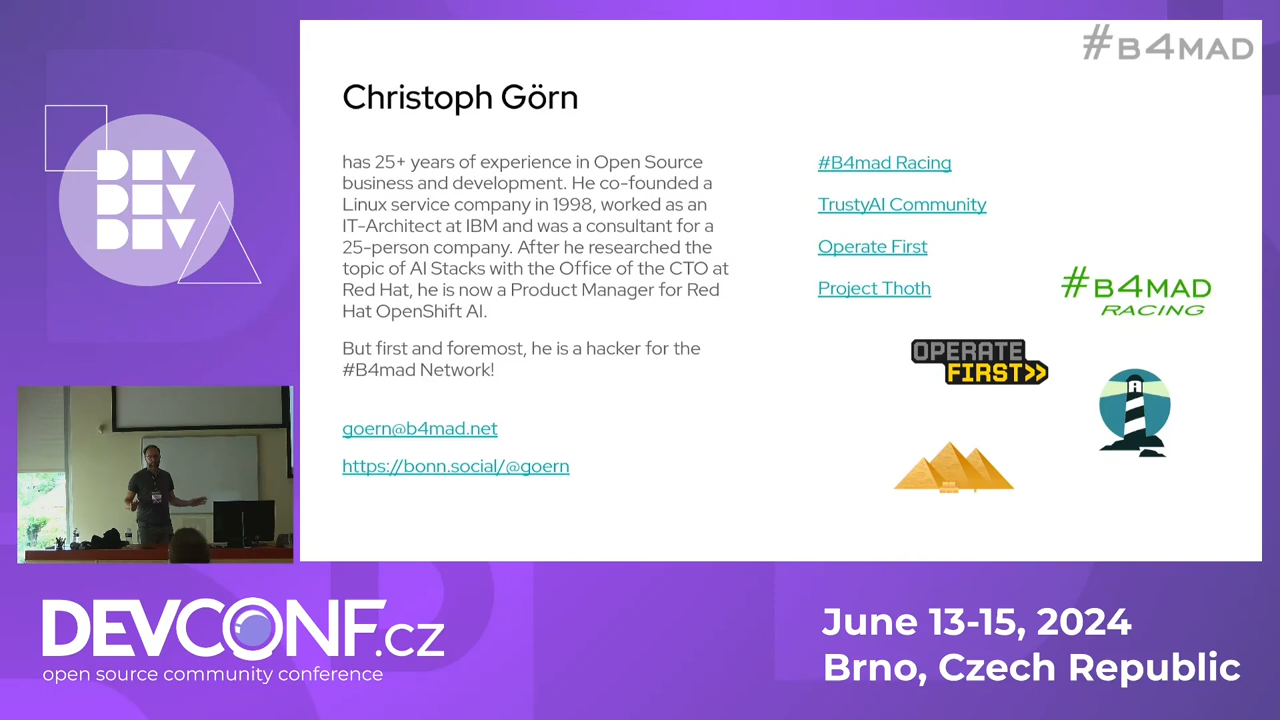 #B4MAD
Christoph Görn
has 25+ years of experience in Open Source
business and development. He co-founded a
Linux service company in 1998, worked as an
IT-Architect at IBM and was a consultant for a
25-person company. After he researched the
topic of AI Stacks with the Office of the CTO at
Red Hat, he is now a Product Manager for Red
Hat OpenShift AI.
But first and foremost, he is a hacker for the
#B4mad Network!
goern@b4mad.net
https://bonn.social/@goern
#B4mad Racing
TrustyAI Community
Operate First
Project Thoth
#B4MAD
RACING
OPERATE
FIRST>>
DEV
DEV
DEV
DEVCONF.cz
open source community conference
June 13-15, 2024
Brno, Czech Republic